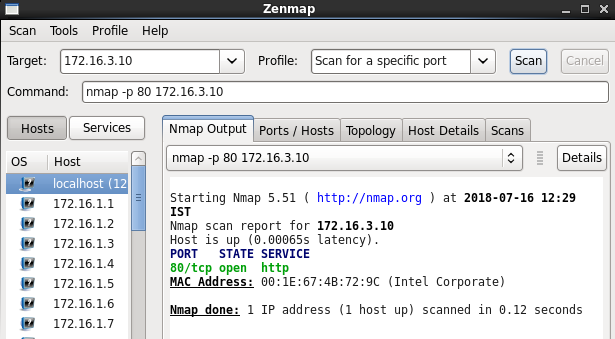 Zenmap
Scan Tools Profile Help
Target: 172.16.3.10 Profile: Scan for a specific port Scan Cancel
Command: nmap -p 80 172.16.3.10
Hosts Services
OS Host
localhost (12
172.16.1.1
172.16.1.2
172.16.1.3
172.16.1.4
172.16.1.5
172.16.1.6
172.16.1.7
Nmap Output Ports / Hosts Topology Host Details Scans
nmap -p 80 172.16.3.10 Details
Starting Nmap 5.51 ( http://nmap.org ) at 2018-07-16 12:29
IST
Nmap scan report for 172.16.3.10
Host is up (0.00065s latency).
PORT STATE SERVICE
80/tcp open http
MAC Address: 00:1E:67:4B:72:9C (Intel Corporate)
Nmap done: 1 IP address (1 host up) scanned in 0.12 seconds